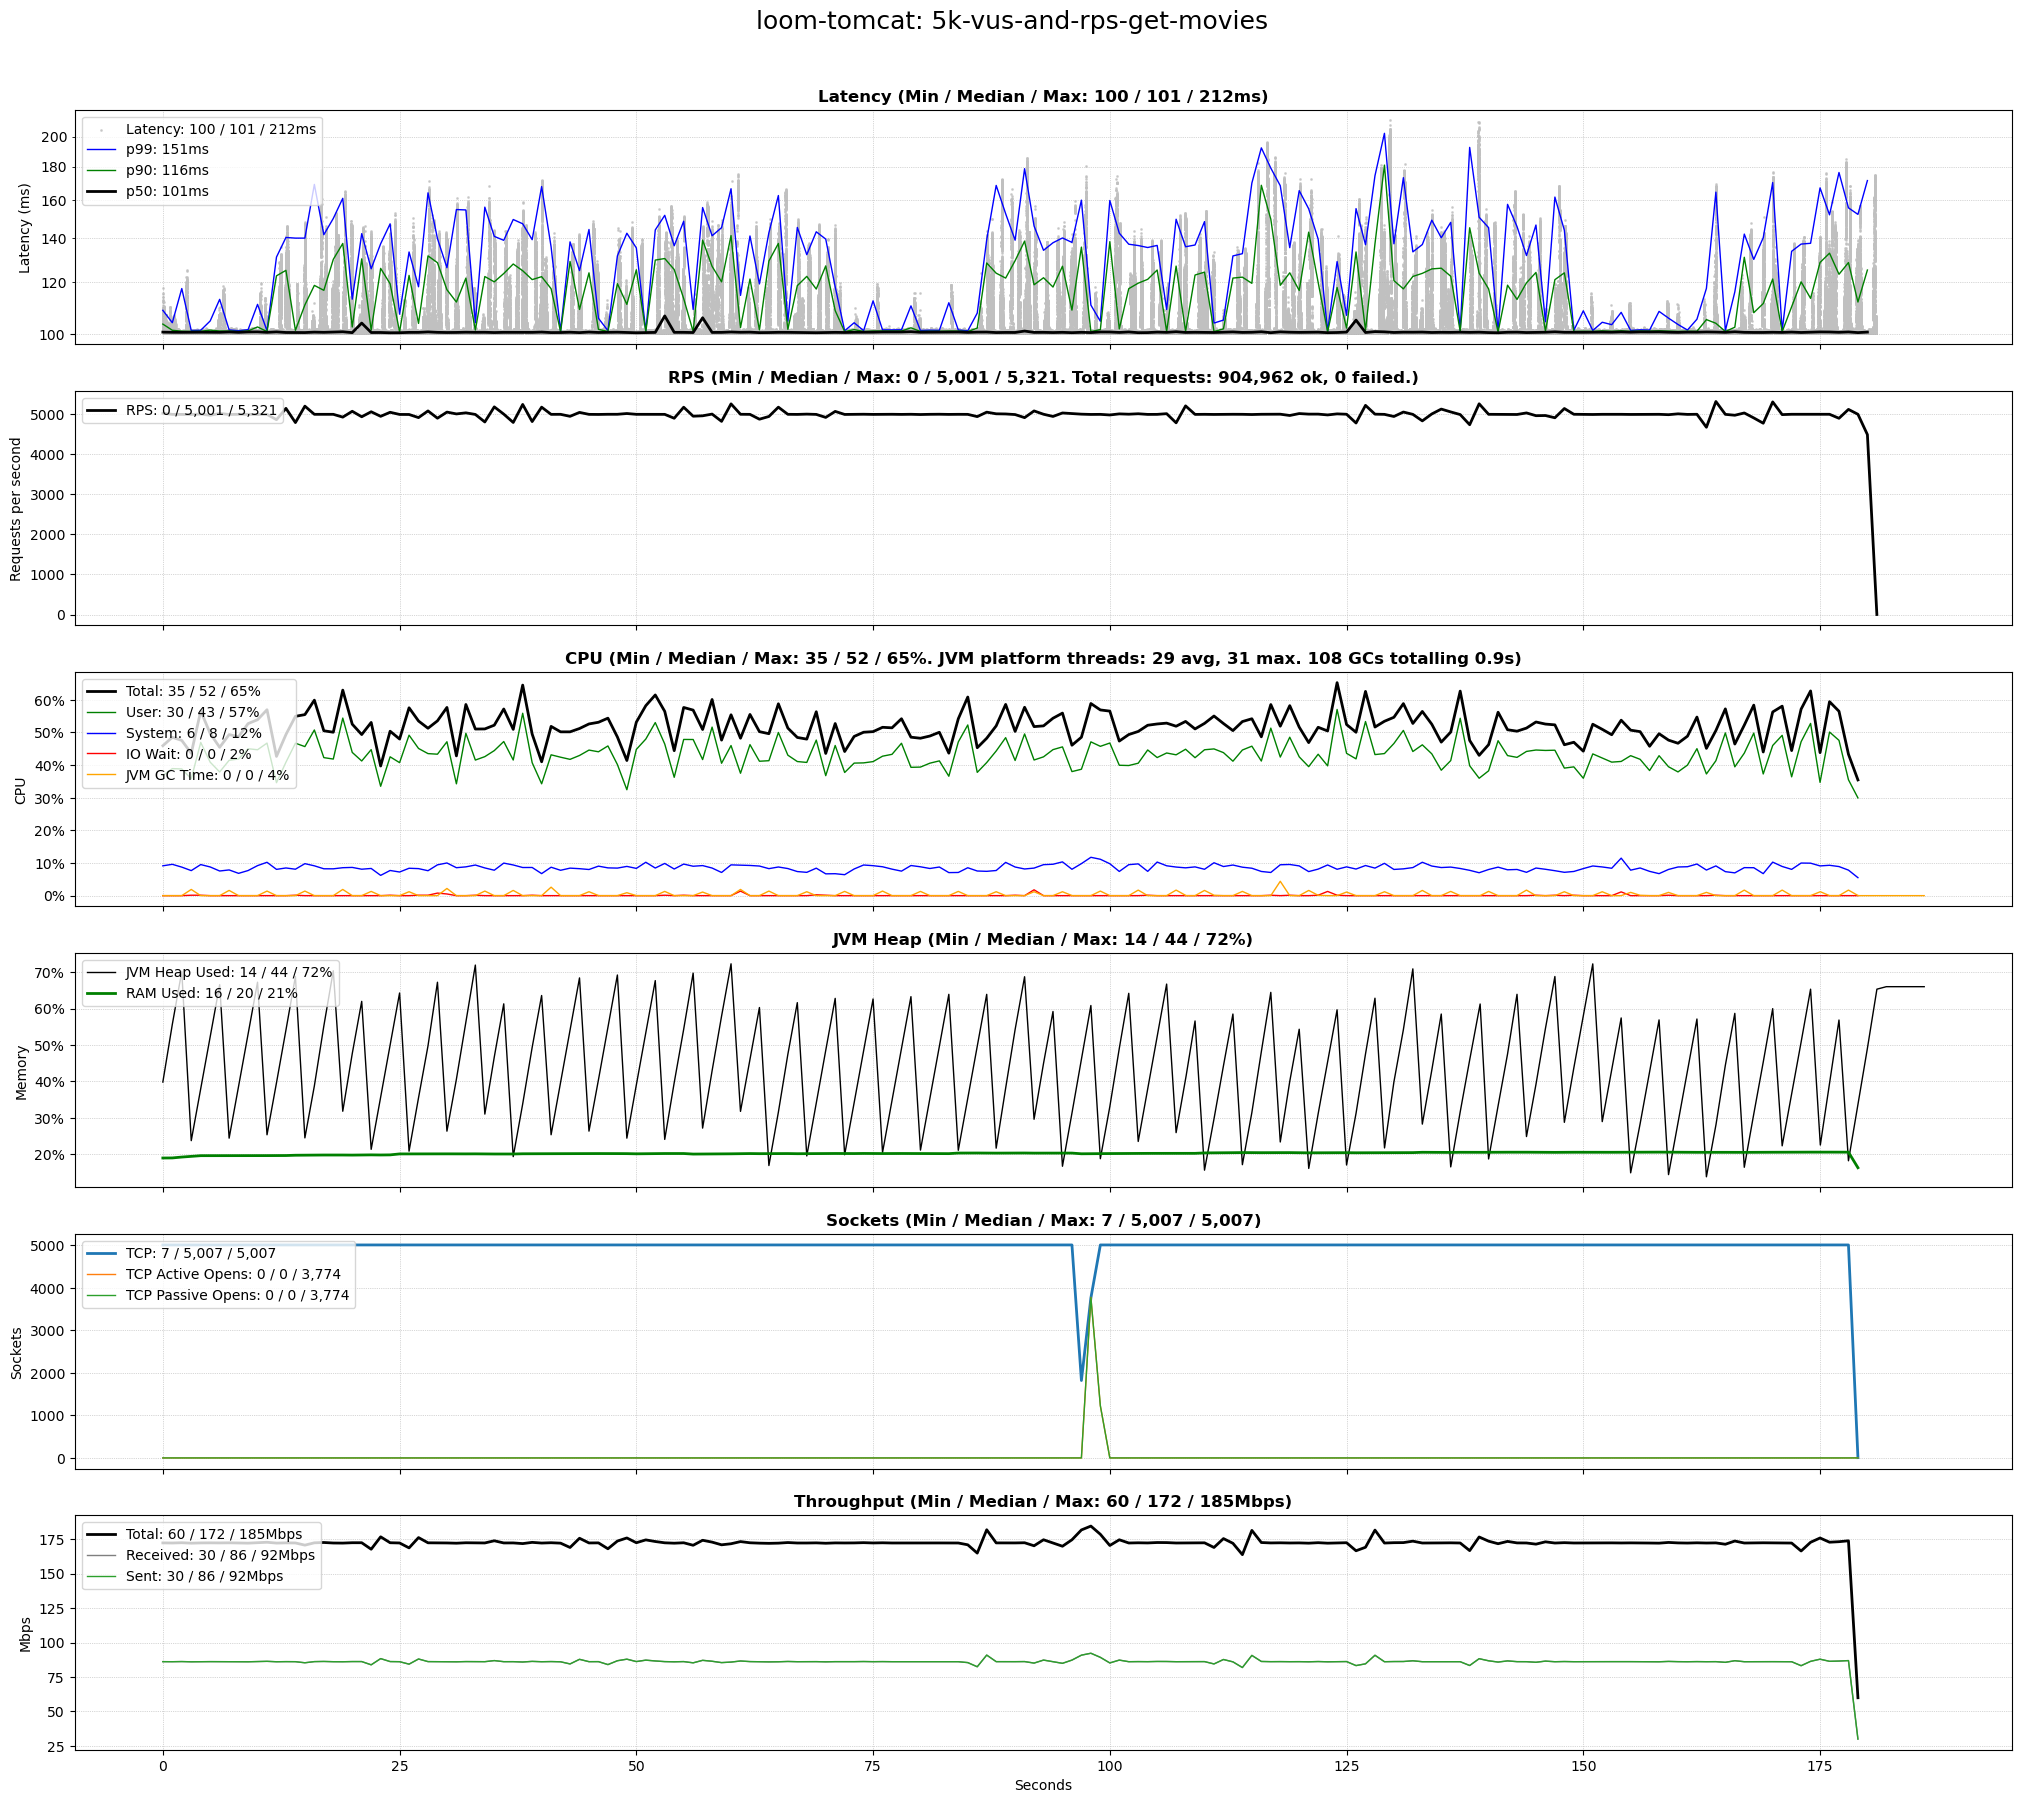 loom-tomcat: 5k-vus-and-rps-get-movies
Latency (Min / Median / Max: 100 / 101 / 212ms)
Latency: 100 / 101 / 212ms
p99: 151ms
p90: 116ms
p50: 101ms
Latency (ms)
200
180
160
140
120
100
RPS (Min / Median / Max: 0 / 5,001 / 5,321. Total requests: 904,962 ok, 0 failed.)
RPS: 0 / 5,001 / 5,321
Requests per second
5000
4000
3000
2000
1000
0
CPU (Min / Median / Max: 35 / 52 / 65%. JVM platform threads: 29 avg, 31 max. 108 GCs totalling 0.9s)
Total: 35 / 52 / 65%
User: 30 / 43 / 57%
System: 6 / 8 / 12%
IO Wait: 0 / 0 / 2%
JVM GC Time: 0 / 0 / 4%
CPU
60%
50%
40%
30%
20%
10%
0%
JVM Heap (Min / Median / Max: 14 / 44 / 72%)
JVM Heap Used: 14 / 44 / 72%
RAM Used: 16 / 20 / 21%
Memory
70%
60%
50%
40%
30%
20%
Sockets (Min / Median / Max: 7 / 5,007 / 5,007)
TCP: 7 / 5,007 / 5,007
TCP Active Opens: 0 / 0 / 3,774
TCP Passive Opens: 0 / 0 / 3,774
Sockets
5000
4000
3000
2000
1000
0
Throughput (Min / Median / Max: 60 / 172 / 185Mbps)
Total: 60 / 172 / 185Mbps
Received: 30 / 86 / 92Mbps
Sent: 30 / 86 / 92Mbps
Mbps
175
150
125
100
75
50
25
0 25 50 75 100 125 150 175
Seconds